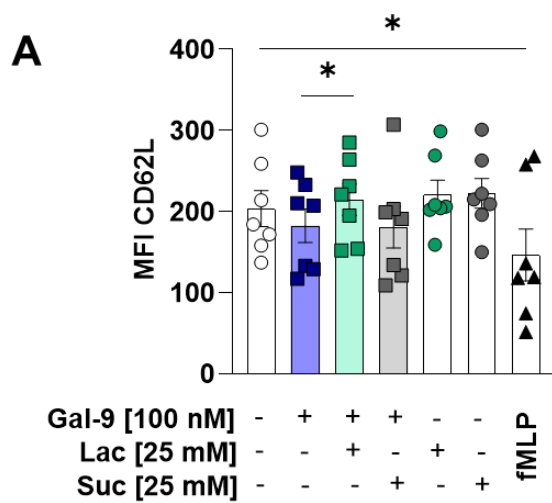 A
*
*
400
300
200
100
0
MFI CD62L
Gal-9 [100 nM] - + + + - -
Lac [25 mM] - - + - + -
Suc [25 mM] - - - + - +
fMLP